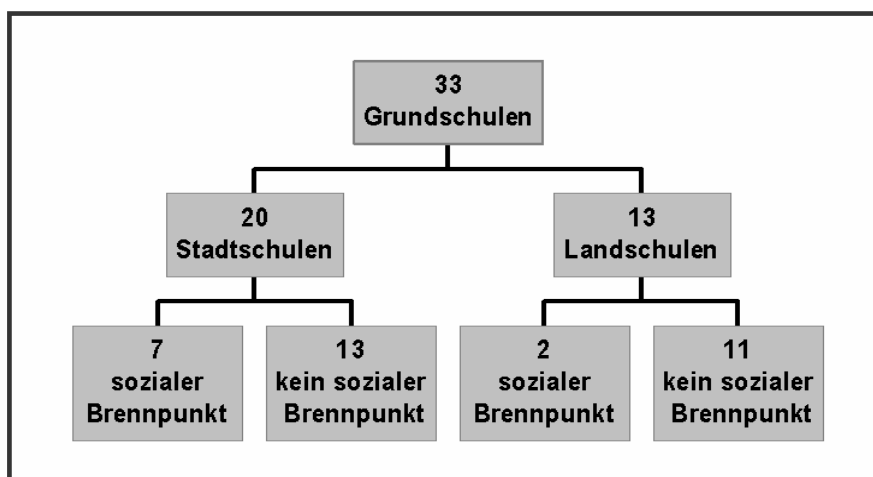 33
Grundschulen
20
Stadtschulen
13
Landschulen
7
sozialer
Brennpunkt
13
kein sozialer
Brennpunkt
2
sozialer
Brennpunkt
11
kein sozialer
Brennpunkt